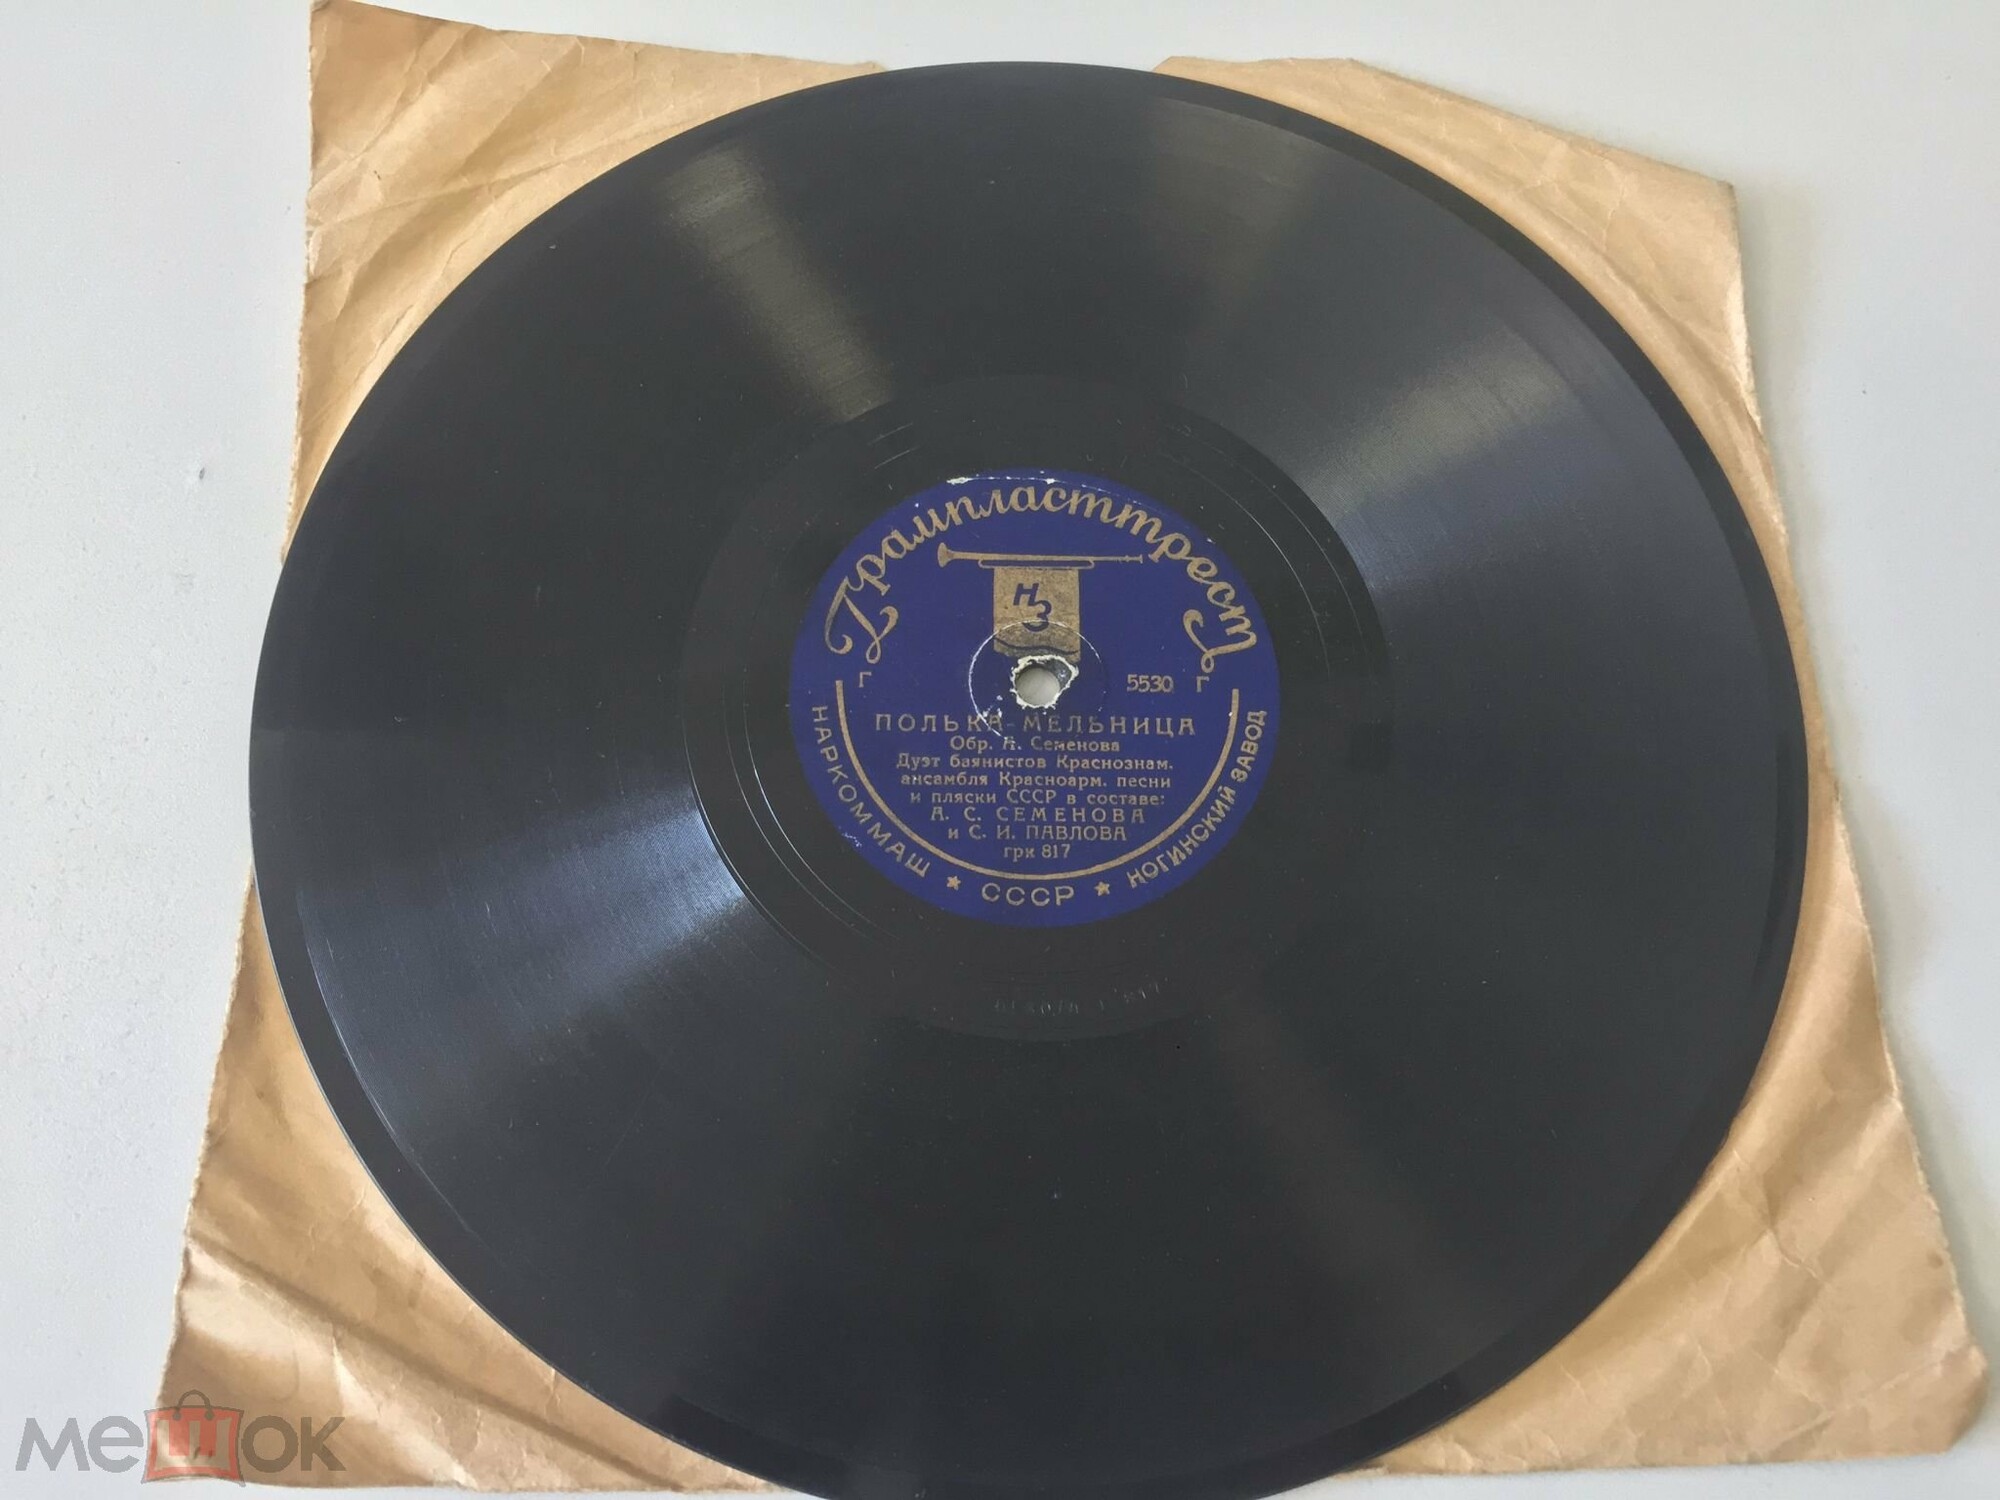 Грампласттрест
НЗ
Г 5530 Г
ПОЛЬКА-МЕЛЬНИЦА
Обр. А. Семенова
Дуэт баянистов Краснознам.
ансамбля Красноарм. песни
и пляски СССР в составе:
А. С. СЕМЕНОВА
и С. И. ПАВЛОВА
грк 817
НАРКОММАШ ★ СССР ★ НОГИНСКИЙ ЗАВОД
мешок